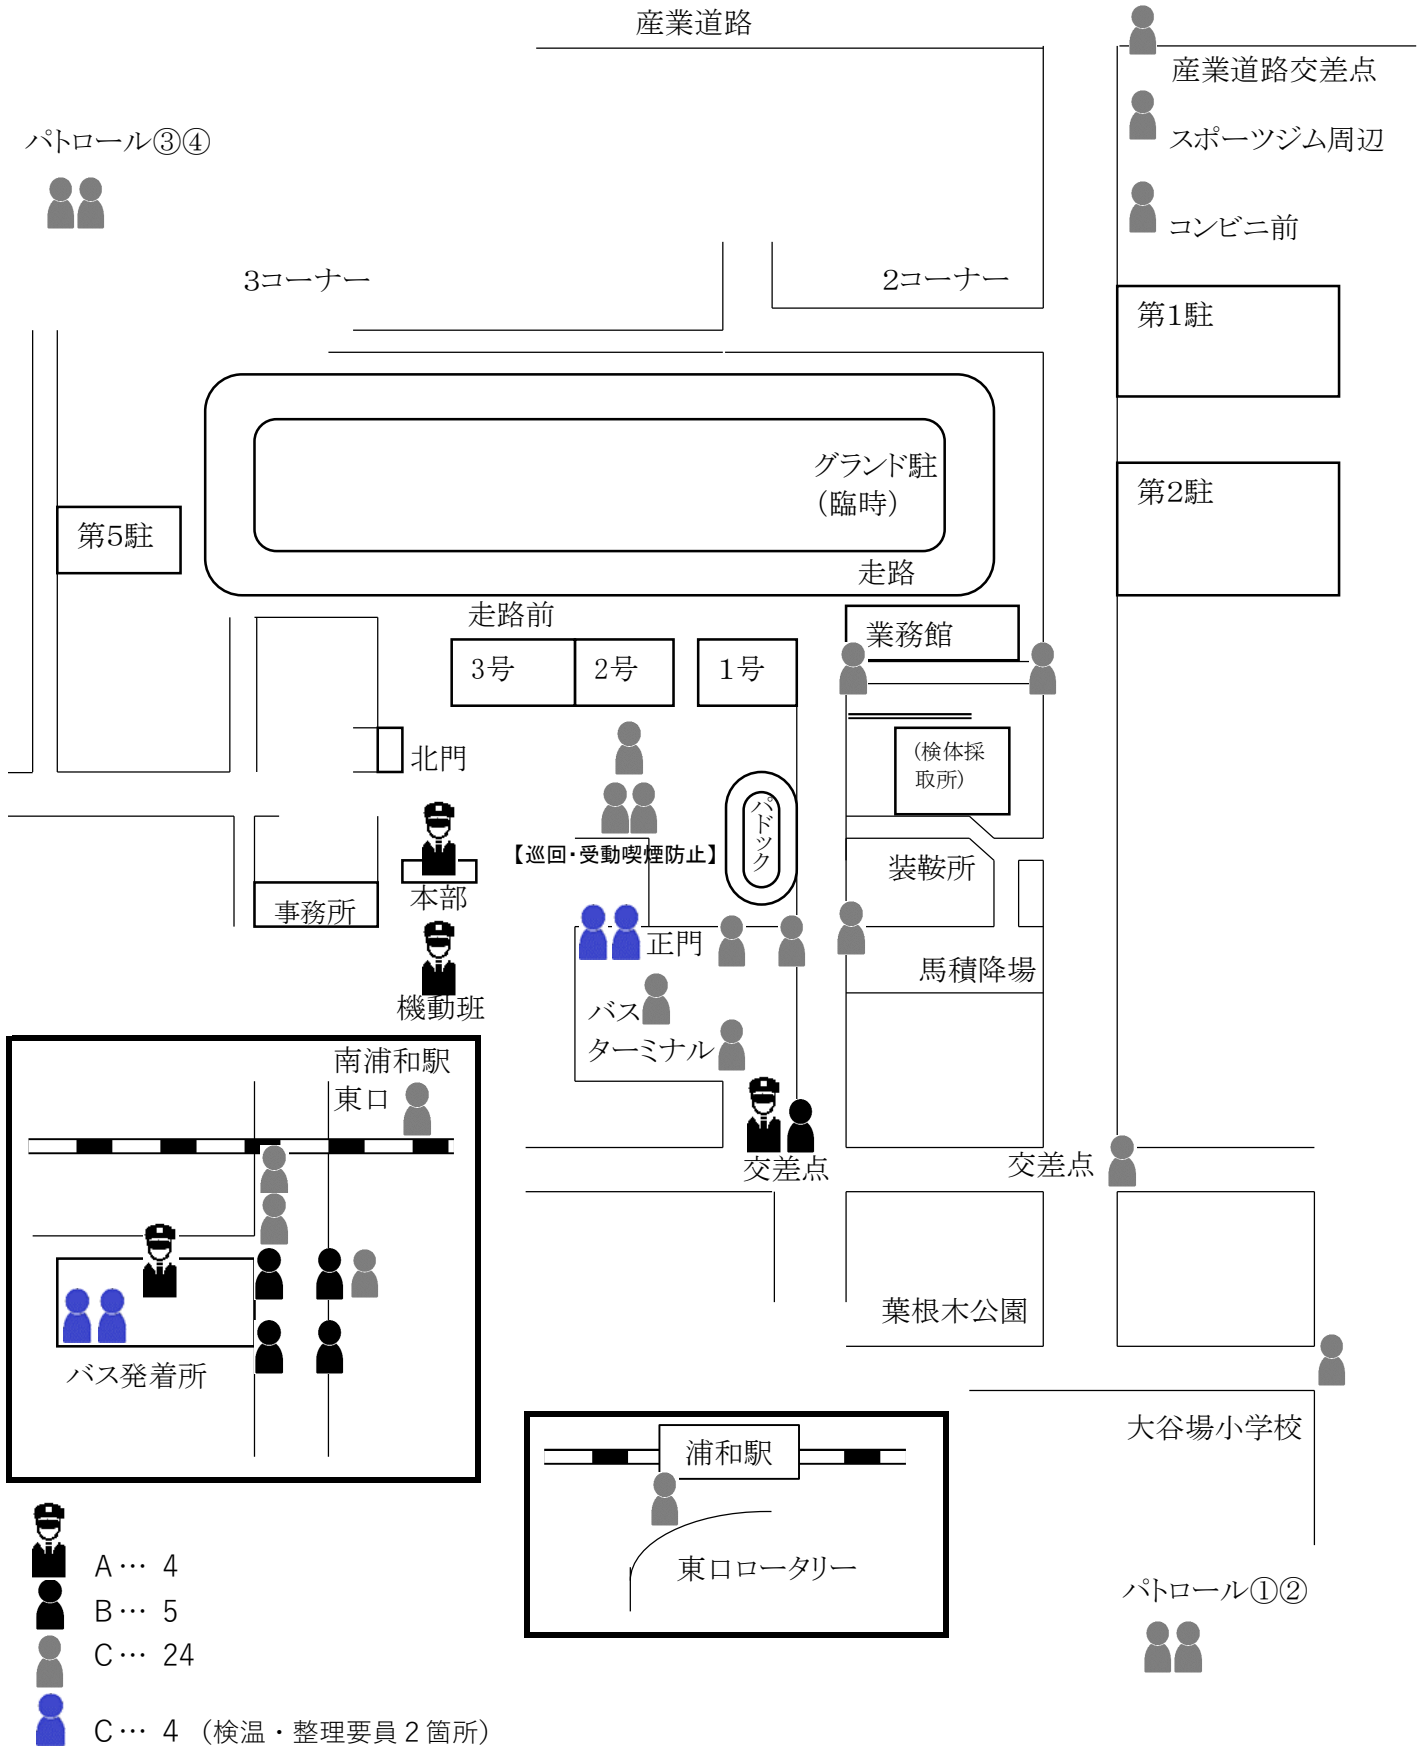 産業道路
産業道路交差点
スポーツジム周辺
パトロール③④
コンビニ前
3コーナー
2コーナー
第1駐
グランド駐
(臨時)
第2駐
第5駐
走路
走路前
業務館
3号
2号
1号
北門
(検体採
取所)
パドック
【巡回・受動喫煙防止】
装鞍所
本部
事務所
正門
馬積降場
機動班
バス
ターミナル
南浦和駅
東口
交差点
交差点
葉根木公園
バス発着所
大谷場小学校
浦和駅
東口ロータリー
A… 4
B… 5
C… 24
C… 4 (検温・整理要員2箇所)
パトロール①②